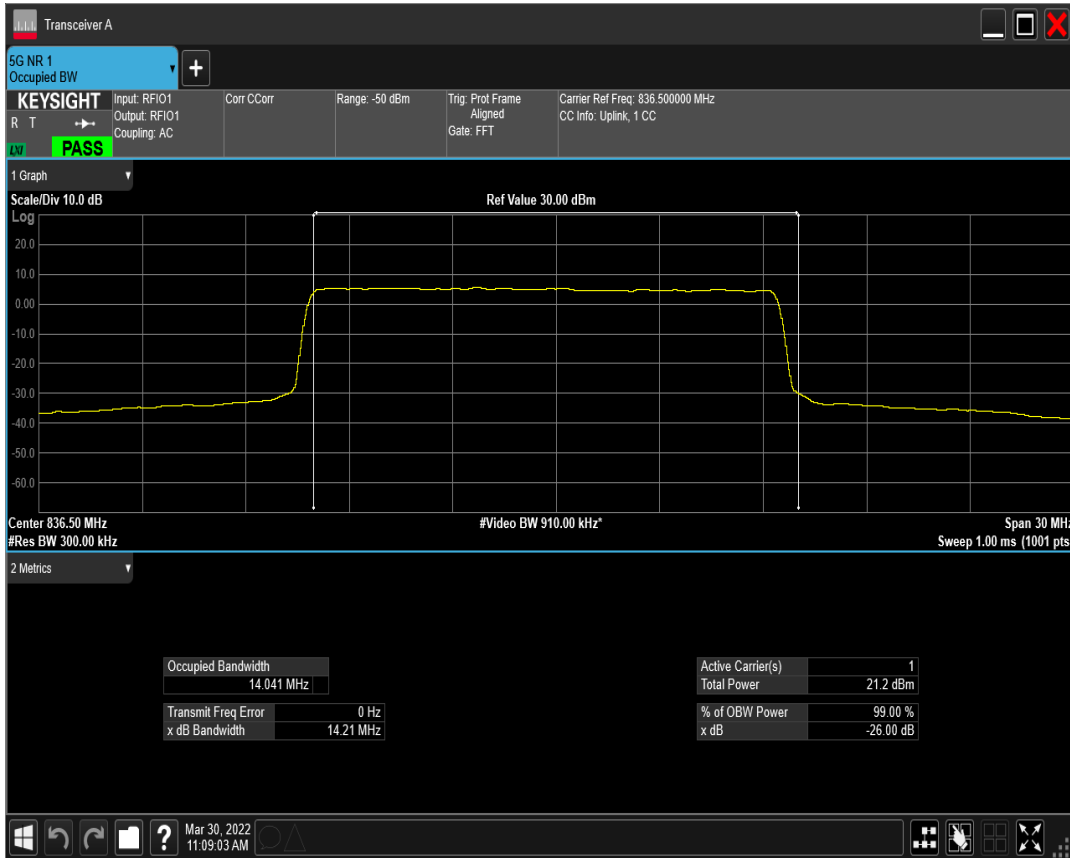 Transceiver A
5G NR 1
Occupied BW
+
KEYSIGHT
R T
LXI
PASS
Input: RFIO1
Output: RFIO1
Coupling: AC
Corr CCorr
Range: -50 dBm
Trig: Prot Frame
Aligned
Gate: FFT
Carrier Ref Freq: 836.500000 MHz
CC Info: Uplink, 1 CC
1 Graph
Scale/Div 10.0 dB
Ref Value 30.00 dBm
Log
20.0
10.0
0.00
-10.0
-20.0
-30.0
-40.0
-50.0
-60.0
Center 836.50 MHz
#Video BW 910.00 kHz*
Span 30 MHz
#Res BW 300.00 kHz
Sweep 1.00 ms (1001 pts
2 Metrics
Occupied Bandwidth
14.041 MHz
Transmit Freq Error 0 Hz
x dB Bandwidth 14.21 MHz
Active Carrier(s) 1
Total Power 21.2 dBm
% of OBW Power 99.00 %
x dB -26.00 dB
?
Mar 30, 2022
11:09:03 AM